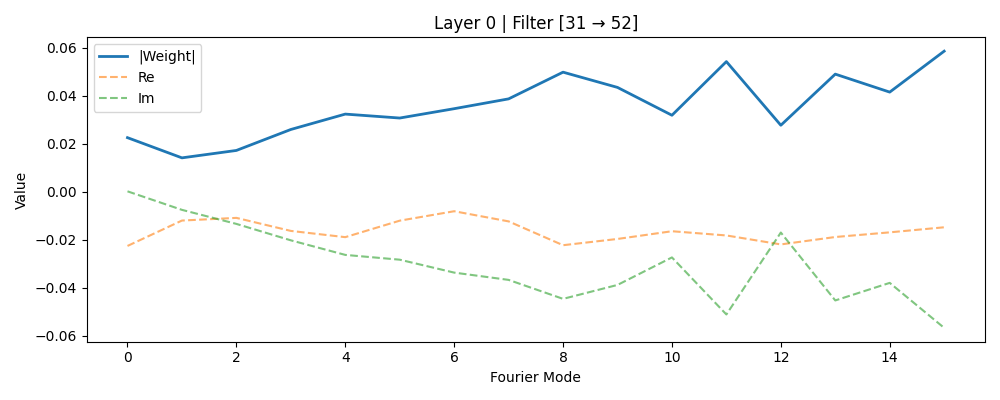 Layer 0 | Filter [31 → 52]
|Weight|
Re
Im
0.06
0.04
0.02
0.00
−0.02
−0.04
−0.06
Value
0 2 4 6 8 10 12 14
Fourier Mode